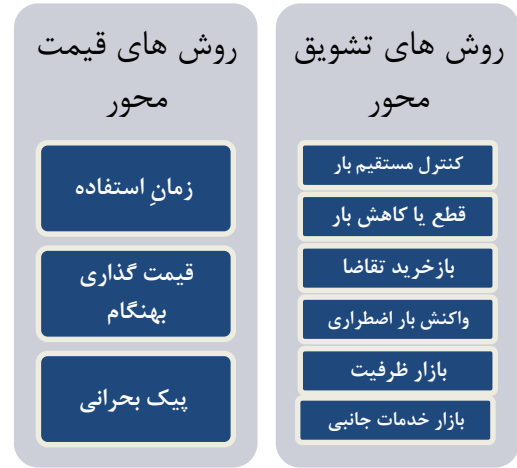 روش های تشویق
محور
کنترل مستقیم بار
قطع یا کاهش بار
بازخرید تقاضا
واکنش بار اضطراری
بازار ظرفیت
بازار خدمات جانبی
روش های قیمت
محور
زمانِ استفاده
قیمت گذاری
بهنگام
پیک بحرانی